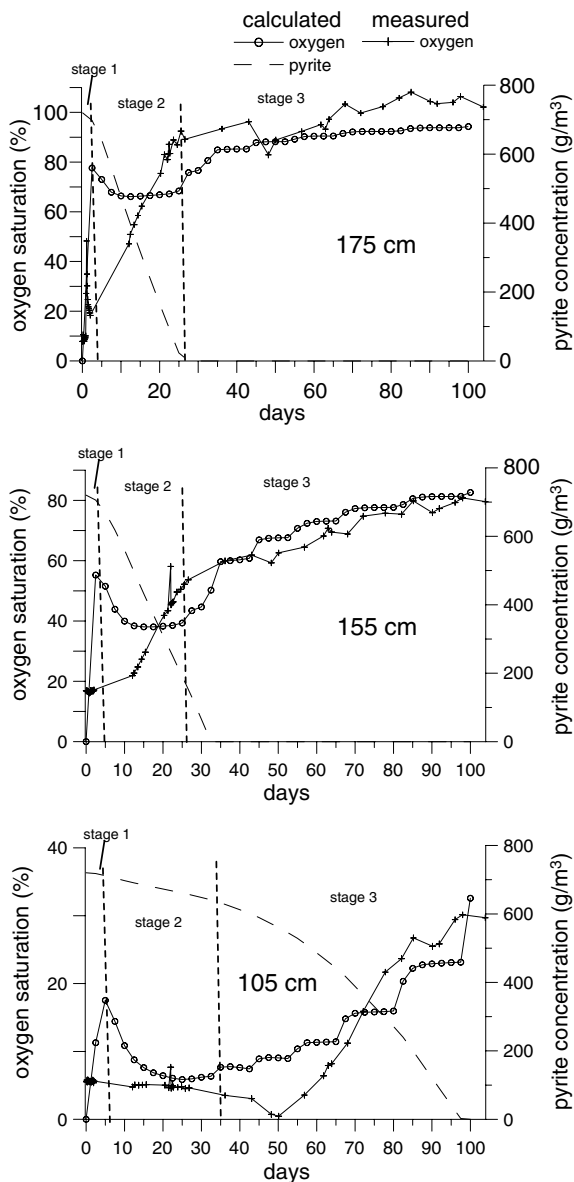 calculated measured
oxygen oxygen
pyrite
stage 1
stage 2
stage 3
100
80
60
40
20
0
oxygen saturation (%)
800
600
400
200
0
pyrite concentration (g/m³)
175 cm
0 20 40 60 80 100
days
stage 1
stage 2
stage 3
80
60
40
20
0
oxygen saturation (%)
800
600
400
200
0
pyrite concentration (g/m³)
155 cm
0 10 20 30 40 50 60 70 80 90 100
days
stage 1
stage 2
stage 3
40
20
0
oxygen saturation (%)
800
700
600
500
400
300
200
100
0
pyrite concentration (g/m³)
105 cm
0 10 20 30 40 50 60 70 80 90 100
days